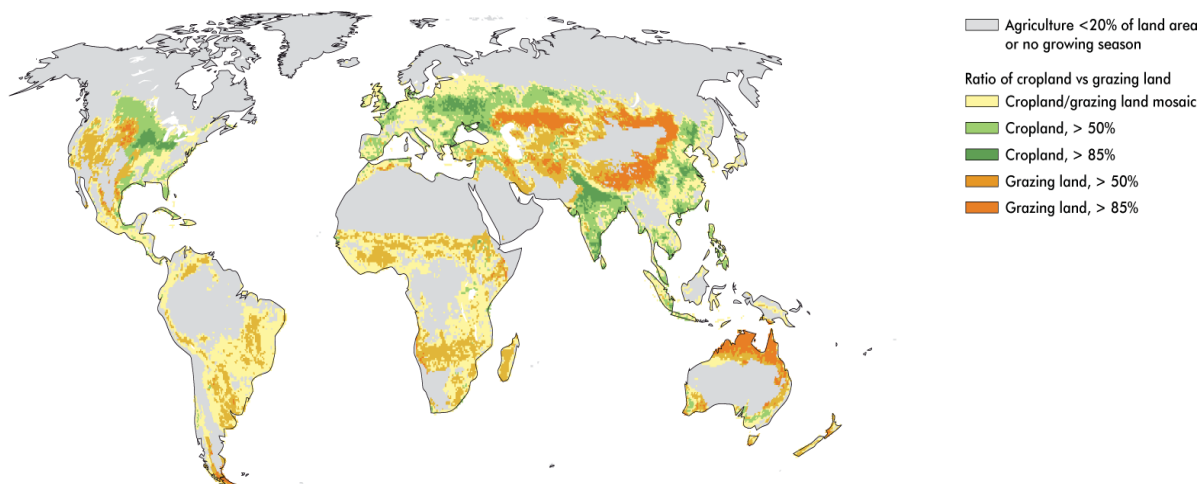 Agriculture <20% of land area
or no growing season
Ratio of cropland vs grazing land
Cropland/grazing land mosaic
Cropland, > 50%
Cropland, > 85%
Grazing land, > 50%
Grazing land, > 85%